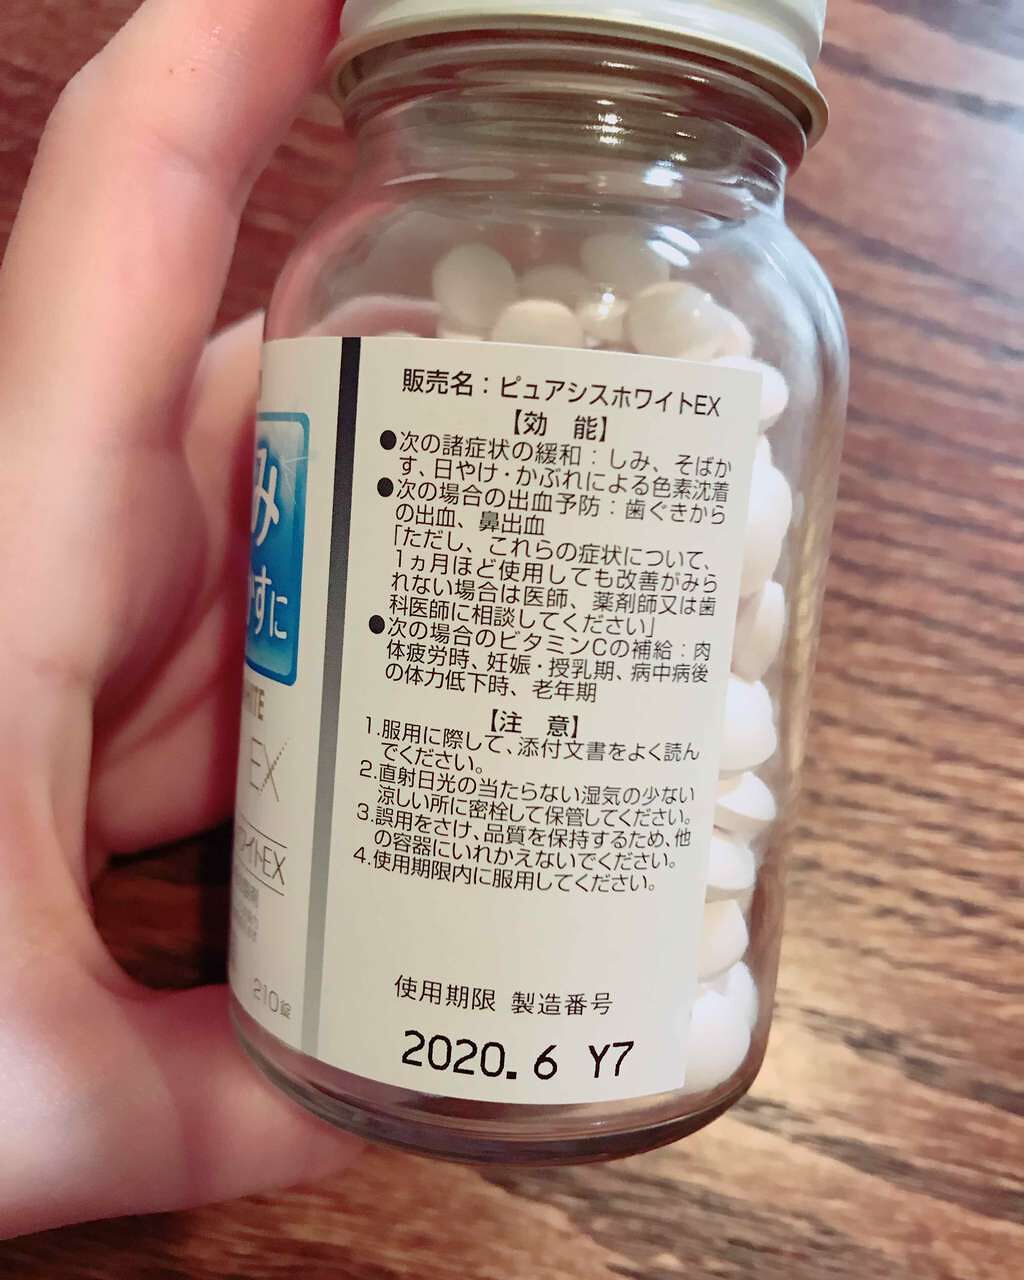 販売名：ピュアシスホワイトEX
【効　能】
●次の諸症状の緩和：しみ、そばか
す、日やけ・かぶれによる色素沈着
●次の場合の出血予防：歯ぐきから
の出血、鼻出血
「ただし、これらの症状について、
1ヵ月ほど使用しても改善がみら
れない場合は医師、薬剤師又は歯
科医師に相談してください」
●次の場合のビタミンCの補給：肉
体疲労時、妊娠・授乳期、病中病後
の体力低下時、老年期
【注　意】
1.服用に際して、添付文書をよく読ん
でください。
2.直射日光の当たらない湿気の少ない
涼しい所に密栓して保管してください。
3.誤用をさけ、品質を保持するため、他
の容器にいれかえないでください。
4.使用期限内に服用してください。
使用期限 製造番号
2020.6 Y7
み
すに
EX
ワイトEX
210錠